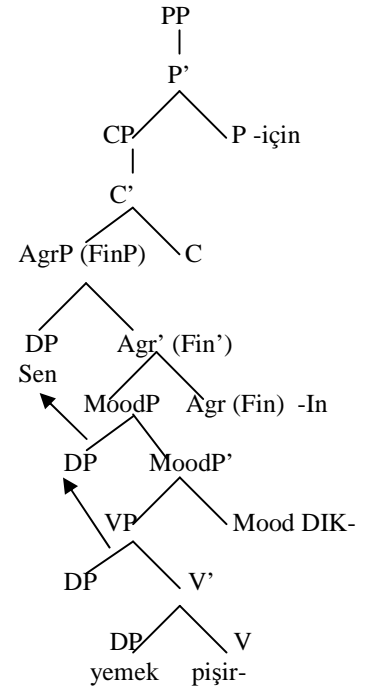 PP
P’
CP P -için
C’
AgrP (FinP) C
DP Agr’ (Fin’)
Sen
MoodP Agr (Fin) -In
DP MoodP’
VP Mood DIK-
DP V’
DP V
yemek pişir-